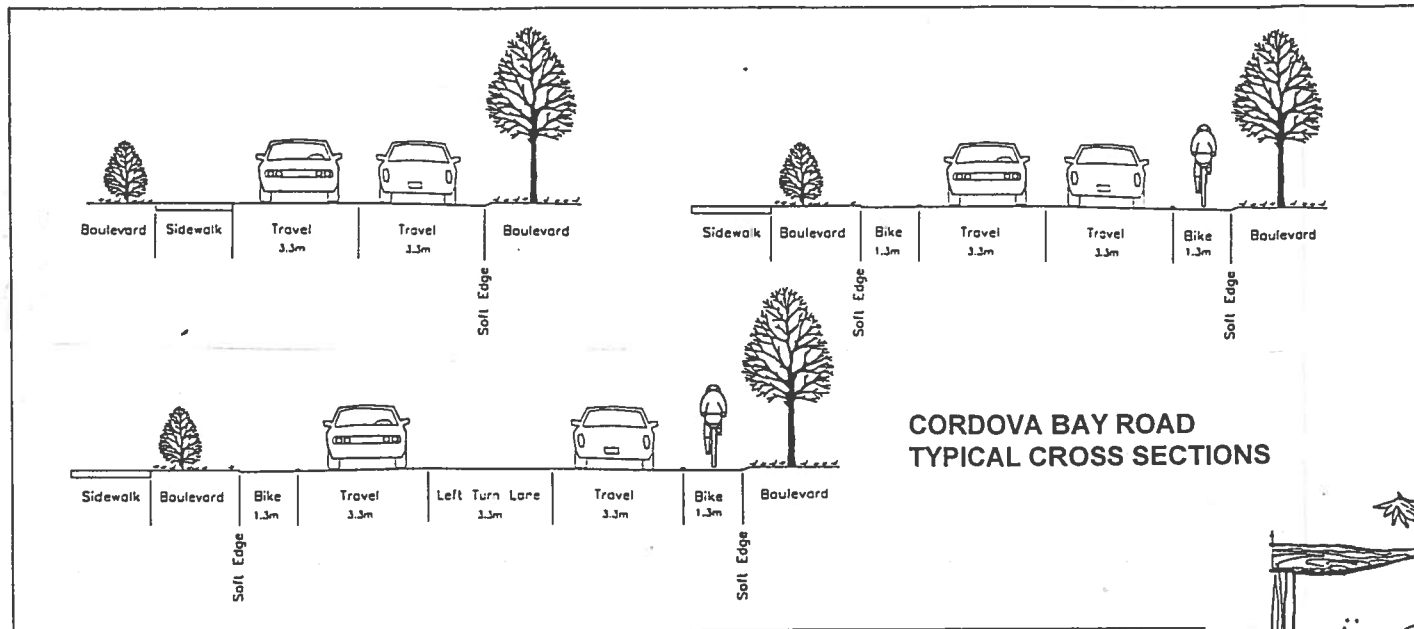 Boulevard Sidewalk Travel Travel Boulevard
3.3m 3.3m
Soft Edge
Sidewalk Boulevard Bike Travel Travel Bike Boulevard
1.3m 3.3m 3.3m 1.3m
Soft Edge
Soft Edge
CORDOVA BAY ROAD
TYPICAL CROSS SECTIONS
Sidewalk Boulevard Bike Travel Left Turn Lane Travel Bike Boulevard
1.3m 3.3m 3.3m 3.3m 1.3m
Soft Edge
Soft Edge